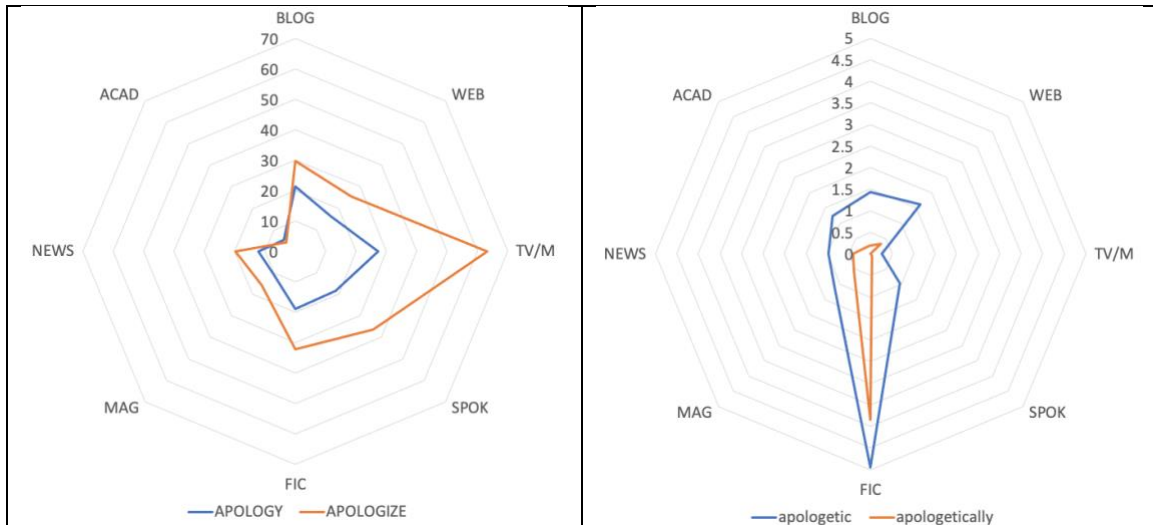 BLOG
70
60
50
40
30
20
10
0
WEB
TV/M
SPOK
FIC
MAG
NEWS
ACAD
APOLOGY APOLOGIZE
BLOG
5
4.5
4
3.5
3
2.5
2
1.5
1
0.5
0
WEB
TV/M
SPOK
FIC
MAG
NEWS
ACAD
apologetic apologetically